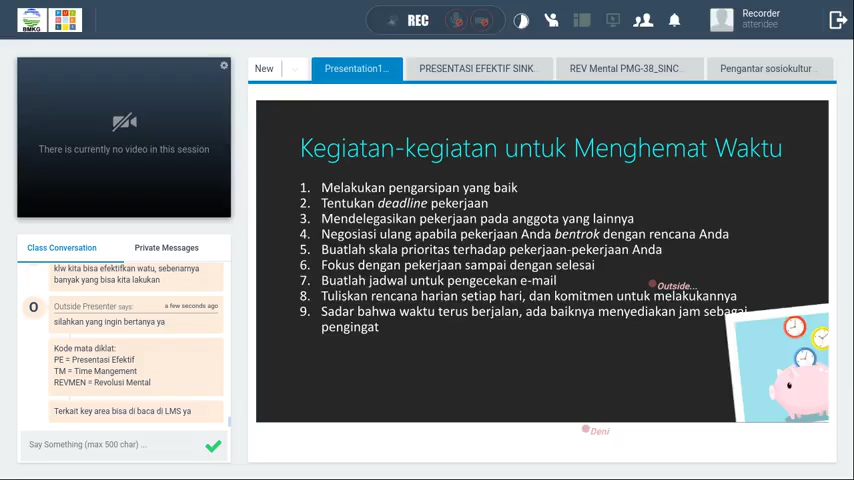 BMKG
REC
Recorder
attendee
There is currently no video in this session
Class Conversation
Private Messages
klw kita bisa efektifkan watu, sebenarnya
banyak yang bisa kita lakukan
O
Outside Presenter says:
a few seconds ago
silahkan yang ingin bertanya ya
Kode mata diklat:
PE = Presentasi Efektif
TM = Time Mangement
REVMEN = Revolusi Mental
Terkait key area bisa di baca di LMS ya
Say Something (max 500 char) ...
New
Presentation1...
PRESENTASI EFEKTIF SINK...
REV Mental PMG-38_SINC...
Pengantar sosiokultur...
Kegiatan-kegiatan untuk Menghemat Waktu
1. Melakukan pengarsipan yang baik
2. Tentukan deadline pekerjaan
3. Mendelegasikan pekerjaan pada anggota yang lainnya
4. Negosiasi ulang apabila pekerjaan Anda bentrok dengan rencana Anda
5. Buatlah skala prioritas terhadap pekerjaan-pekerjaan Anda
6. Fokus dengan pekerjaan sampai dengan selesai
7. Buatlah jadwal untuk pengecekan e-mail
Outside...
8. Tuliskan rencana harian setiap hari, dan komitmen untuk melakukannya
9. Sadar bahwa waktu terus berjalan, ada baiknya menyediakan jam sebagai
pengingat
Deni